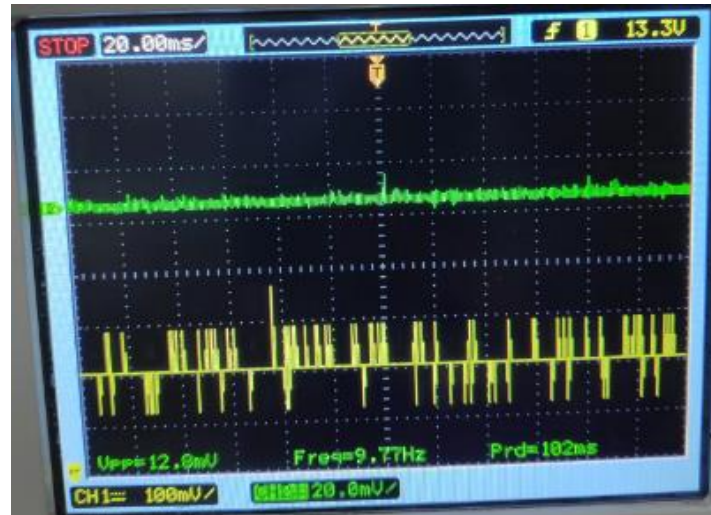 STOP 20.00ms/ T 1 13.3V
T
Vpp=12.8mV Freq=9.77Hz Prd=102ms
CH1 100mV/ 20.0mV/